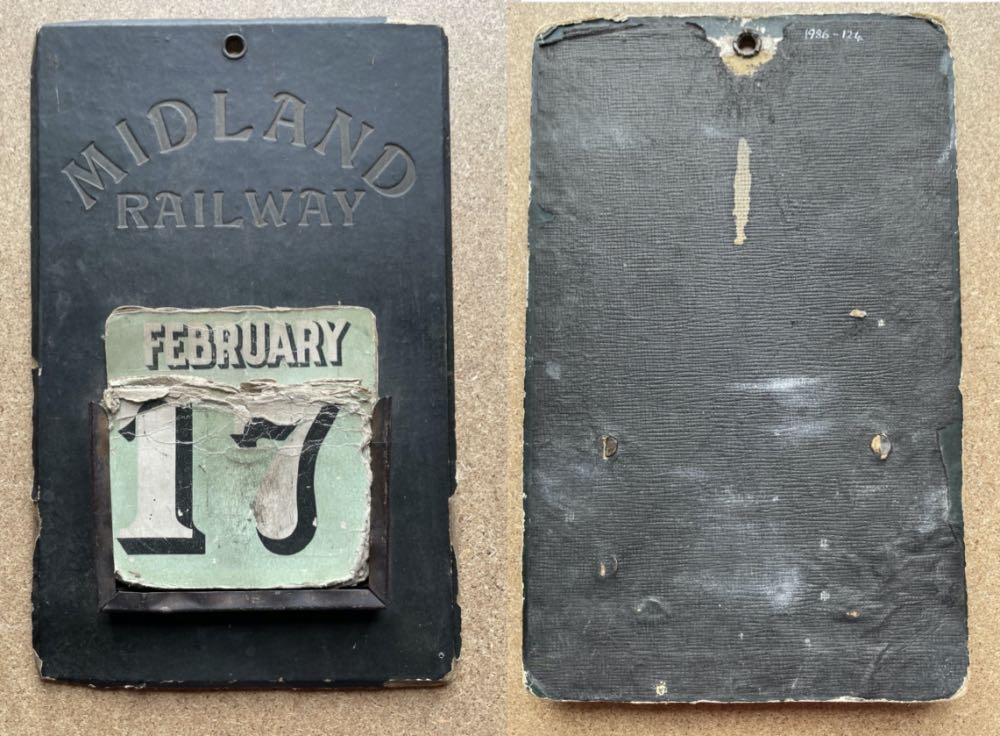 MIDLAND
RAILWAY
FEBRUARY
17
1986-124